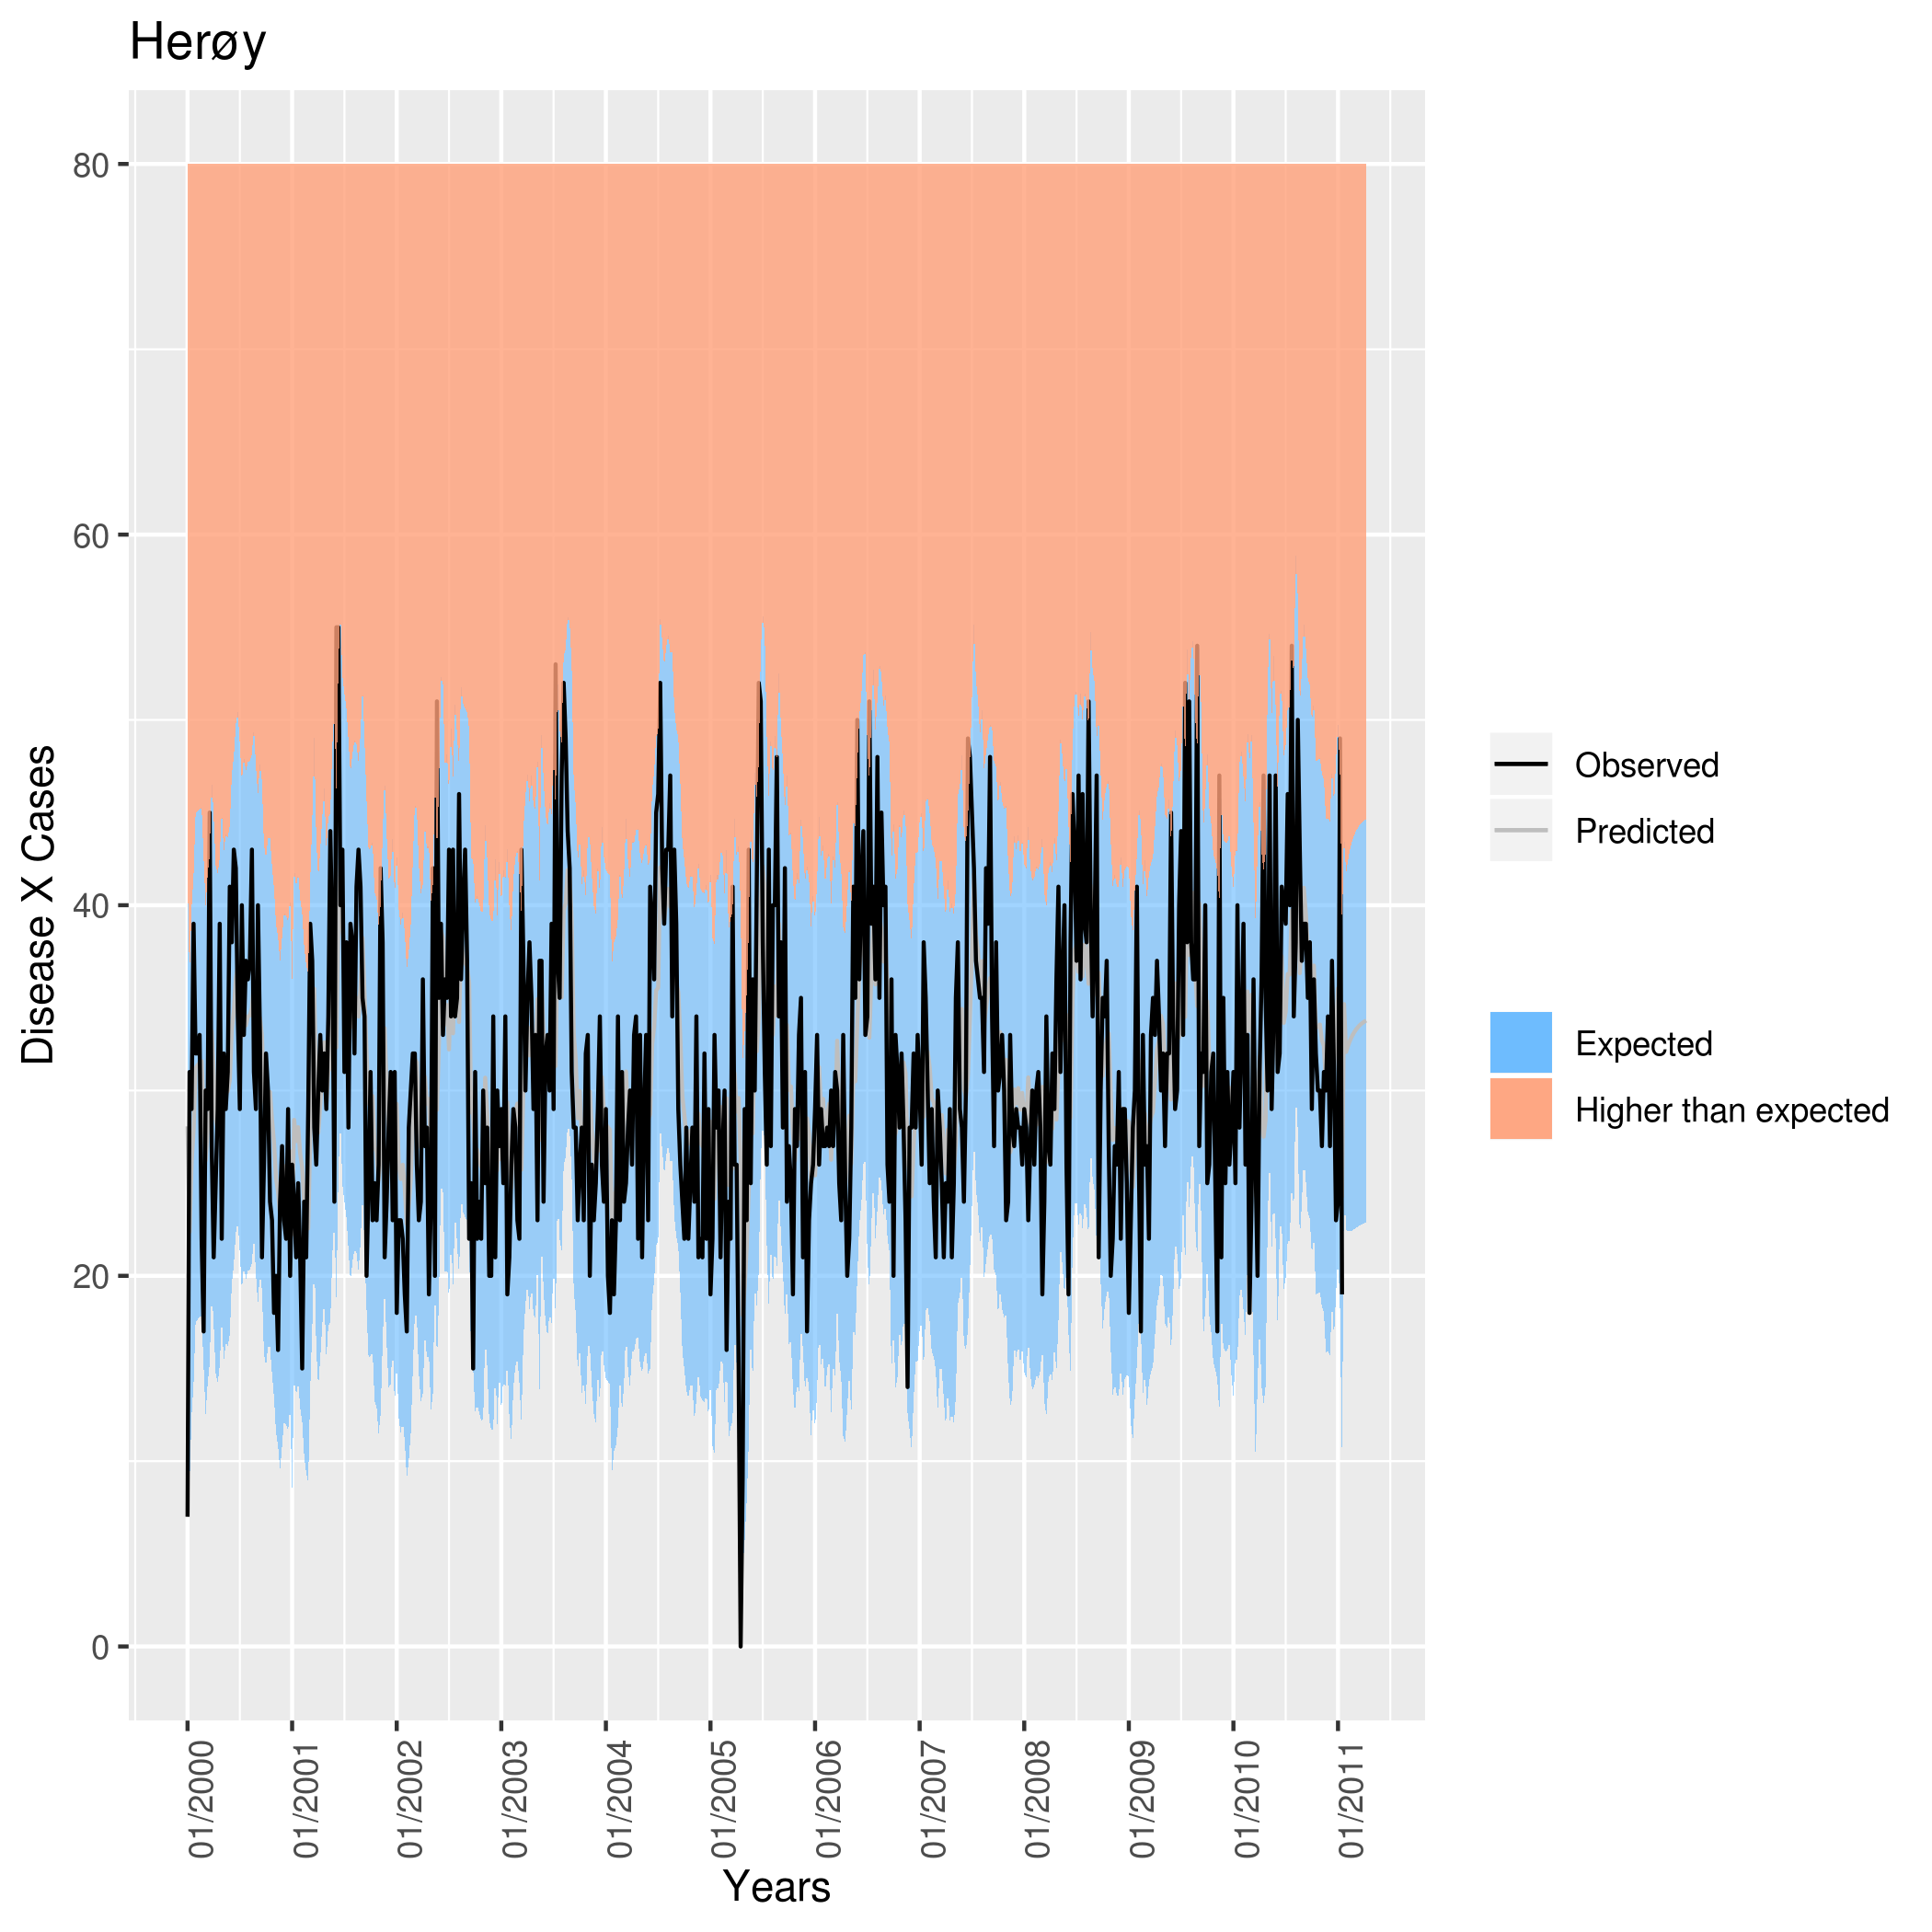 Herøy
Disease X Cases
80
60
40
20
0
01/2000
01/2001
01/2002
01/2003
01/2004
01/2005
01/2006
01/2007
01/2008
01/2009
01/2010
01/2011
Years
Observed
Predicted
Expected
Higher than expected